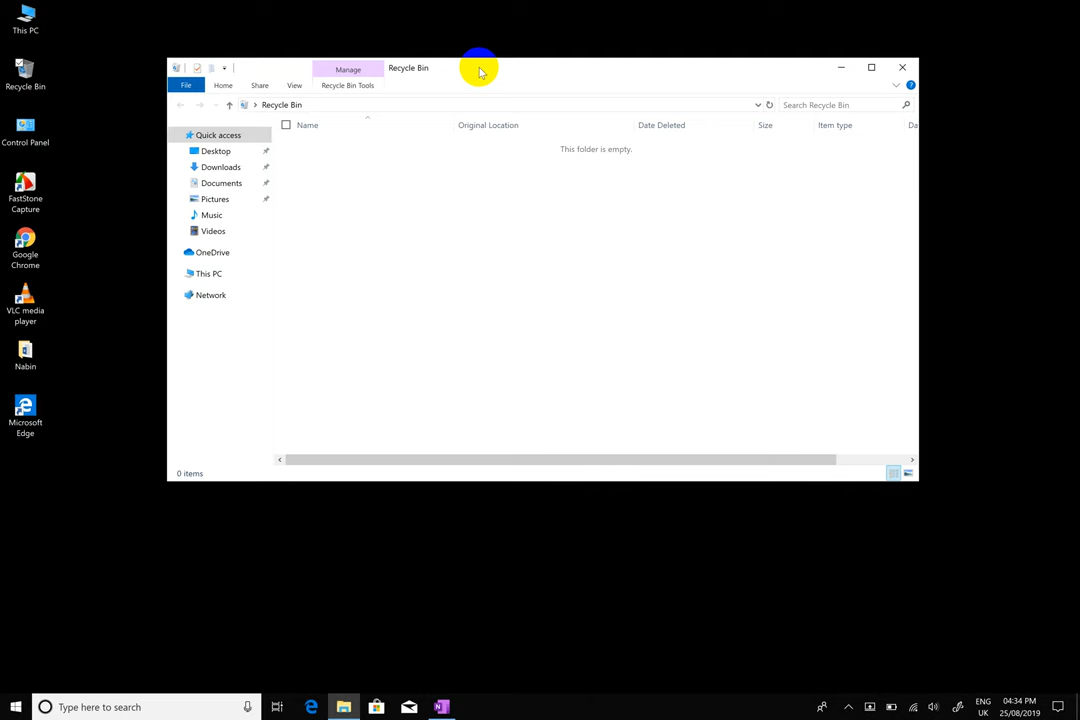 This PC
Recycle Bin
Control Panel
FastStone
Capture
Google
Chrome
VLC media
player
Nabin
Microsoft
Edge
Manage
Recycle Bin
File
Home
Share
View
Recycle Bin Tools
Recycle Bin
Search Recycle Bin
Name
Original Location
Date Deleted
Size
Item type
Da
This folder is empty.
Quick access
Desktop
Downloads
Documents
Pictures
Music
Videos
OneDrive
This PC
Network
0 items
Type here to search
ENG
UK
04:34 PM
25/08/2019